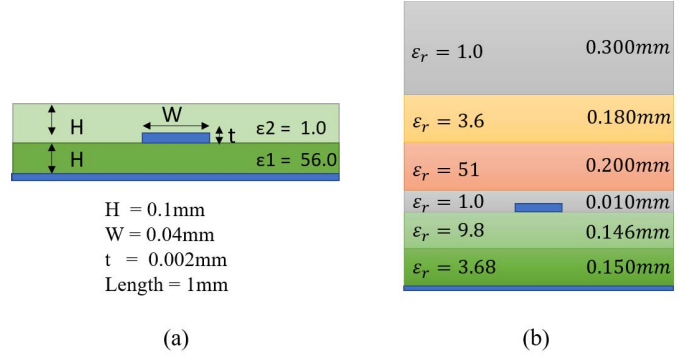 W
H
t
ε2 = 1.0
H
ε1 = 56.0
H = 0.1mm
W = 0.04mm
t = 0.002mm
Length = 1mm
(a)
εr = 1.0 0.300mm
εr = 3.6 0.180mm
εr = 51 0.200mm
εr = 1.0 0.010mm
εr = 9.8 0.146mm
εr = 3.68 0.150mm
(b)